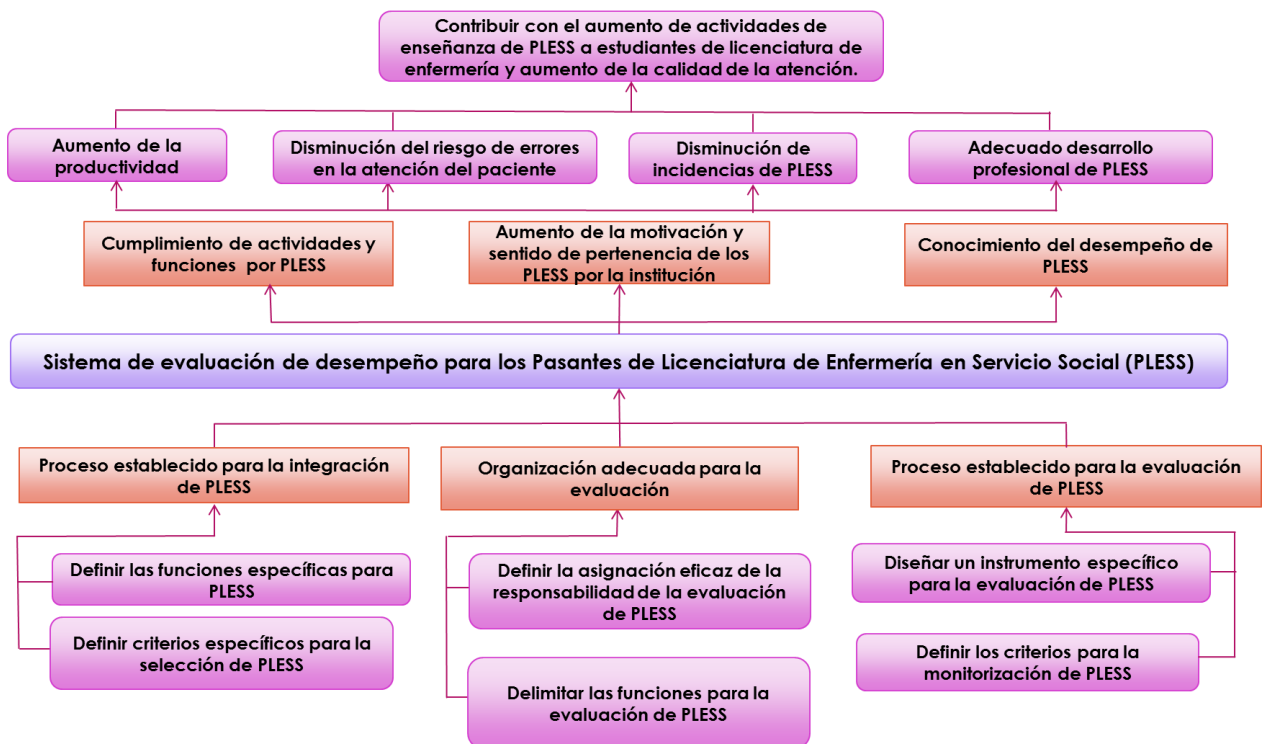 Contribuir con el aumento de actividades de
enseñanza de PLESS a estudiantes de licenciatura de
enfermería y aumento de la calidad de la atención.
Aumento de la
productividad
Disminución del riesgo de errores
en la atención del paciente
Disminución de
incidencias de PLESS
Adecuado desarrollo
profesional de PLESS
Cumplimiento de actividades y
funciones por PLESS
Aumento de la motivación y
sentido de pertenencia de los
PLESS por la institución
Conocimiento del desempeño de
PLESS
Sistema de evaluación de desempeño para los Pasantes de Licenciatura de Enfermería en Servicio Social (PLESS)
Proceso establecido para la integración
de PLESS
Organización adecuada para la
evaluación
Proceso establecido para la evaluación
de PLESS
Definir las funciones específicas para
PLESS
Definir la asignación eficaz de la
responsabilidad de la evaluación
de PLESS
Diseñar un instrumento específico
para la evaluación de PLESS
Definir criterios específicos para la
selección de PLESS
Delimitar las funciones para la
evaluación de PLESS
Definir los criterios para la
monitorización de PLESS